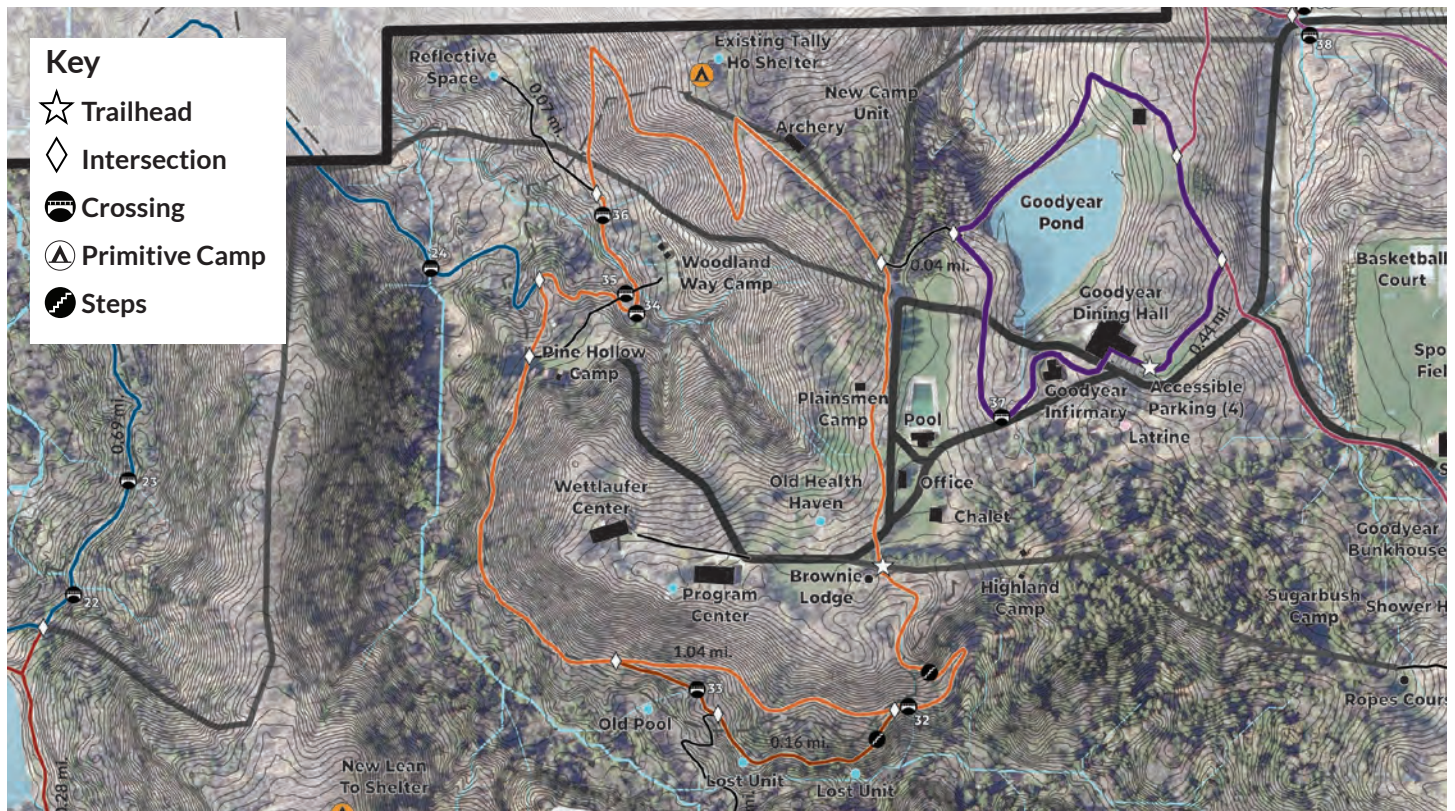 Key
Trailhead
Intersection
Crossing
Primitive Camp
Steps
Reflective
Space
0.07 mi.
Existing Tally
Ho Shelter
New Camp
Unit
Archery
38
Goodyear
Pond
36
24
35
34
Woodland
Way Camp
0.04 mi.
Basketball
Court
Goodyear
Dining Hall
0.44 mi.
Pine Hollow
Camp
Plainsmen
Camp
Pool
37
Goodyear
Infirmary
Accessible
Parking (4)
Latrine
0.69 mi.
23
Wettlaufer
Center
Old Health
Haven
Office
Chalet
Goodyear
Bunkhouse
22
Program
Center
Brownie
Lodge
Highland
Camp
Sugarbush
Camp
Shower
1.04 mi.
33
32
Old Pool
0.16 mi.
Lost Unit
Lost Unit
Ropes
New Lean
To Shelter
.28 mi.